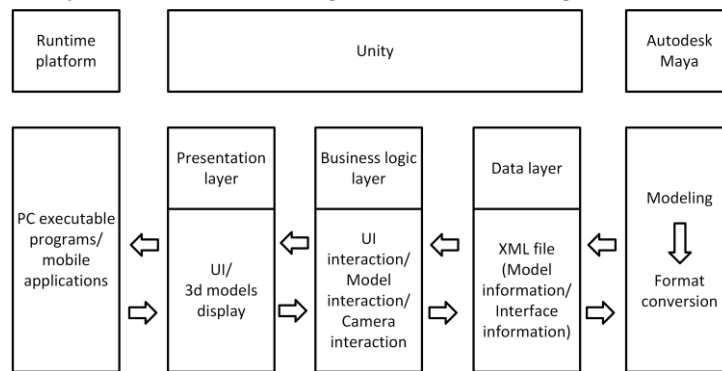 Runtime
platform
Unity
Autodesk
Maya
PC executable
programs/
mobile
applications
Presentation
layer
UI/
3d models
display
Business logic
layer
UI
interaction/
Model
interaction/
Camera
interaction
Data layer
XML file
(Model
information/
Interface
information)
Modeling
Format
conversion